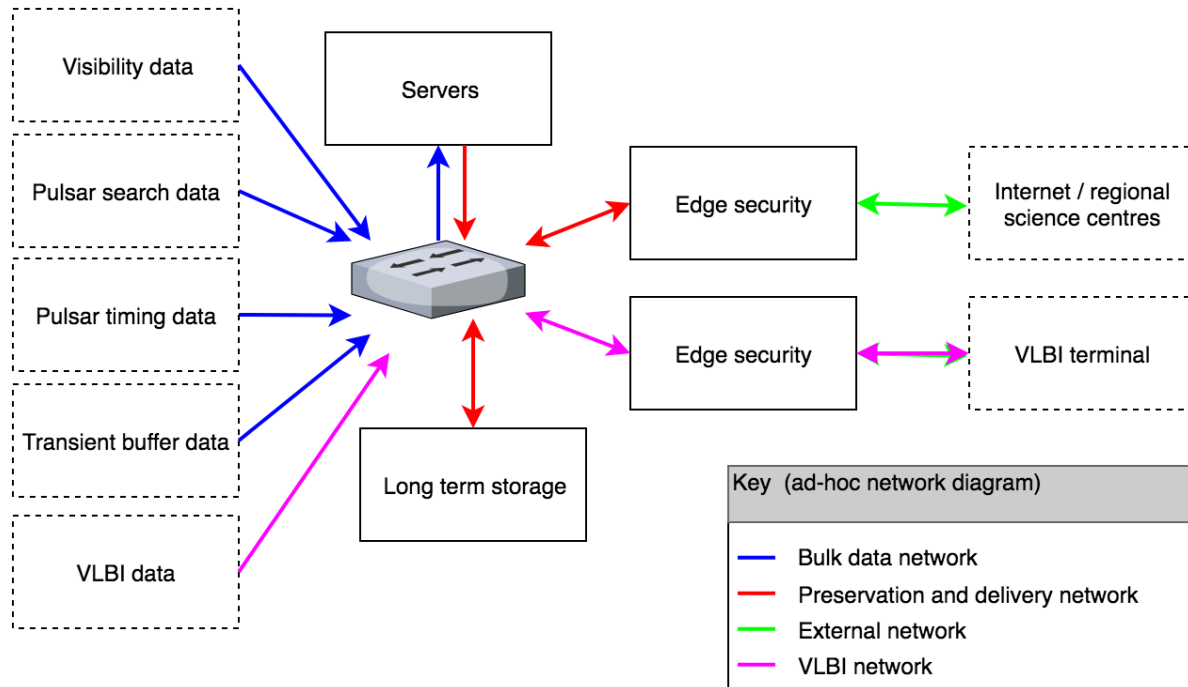 Visibility data
Servers
Pulsar search data
Edge security
Internet / regional
science centres
Pulsar timing data
Edge security
VLBI terminal
Transient buffer data
Long term storage
VLBI data
Key  (ad-hoc network diagram)
Bulk data network
Preservation and delivery network
External network
VLBI network